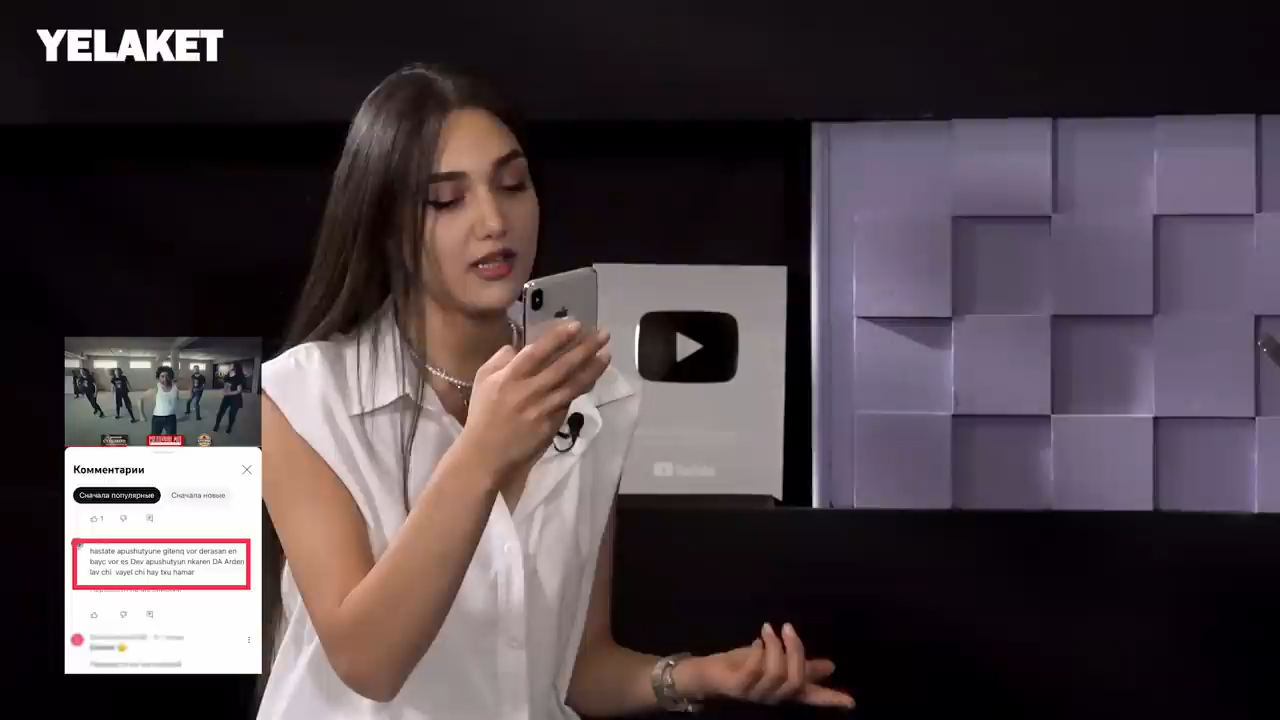 YELAKET
Комментарии
Сначала популярные
Сначала новые
1
hastate apushutyune gitenq vor derasan en
bayc vor es Dev apushutyun nkaren DA Arden
lav chi vayel chi hay txu hamar